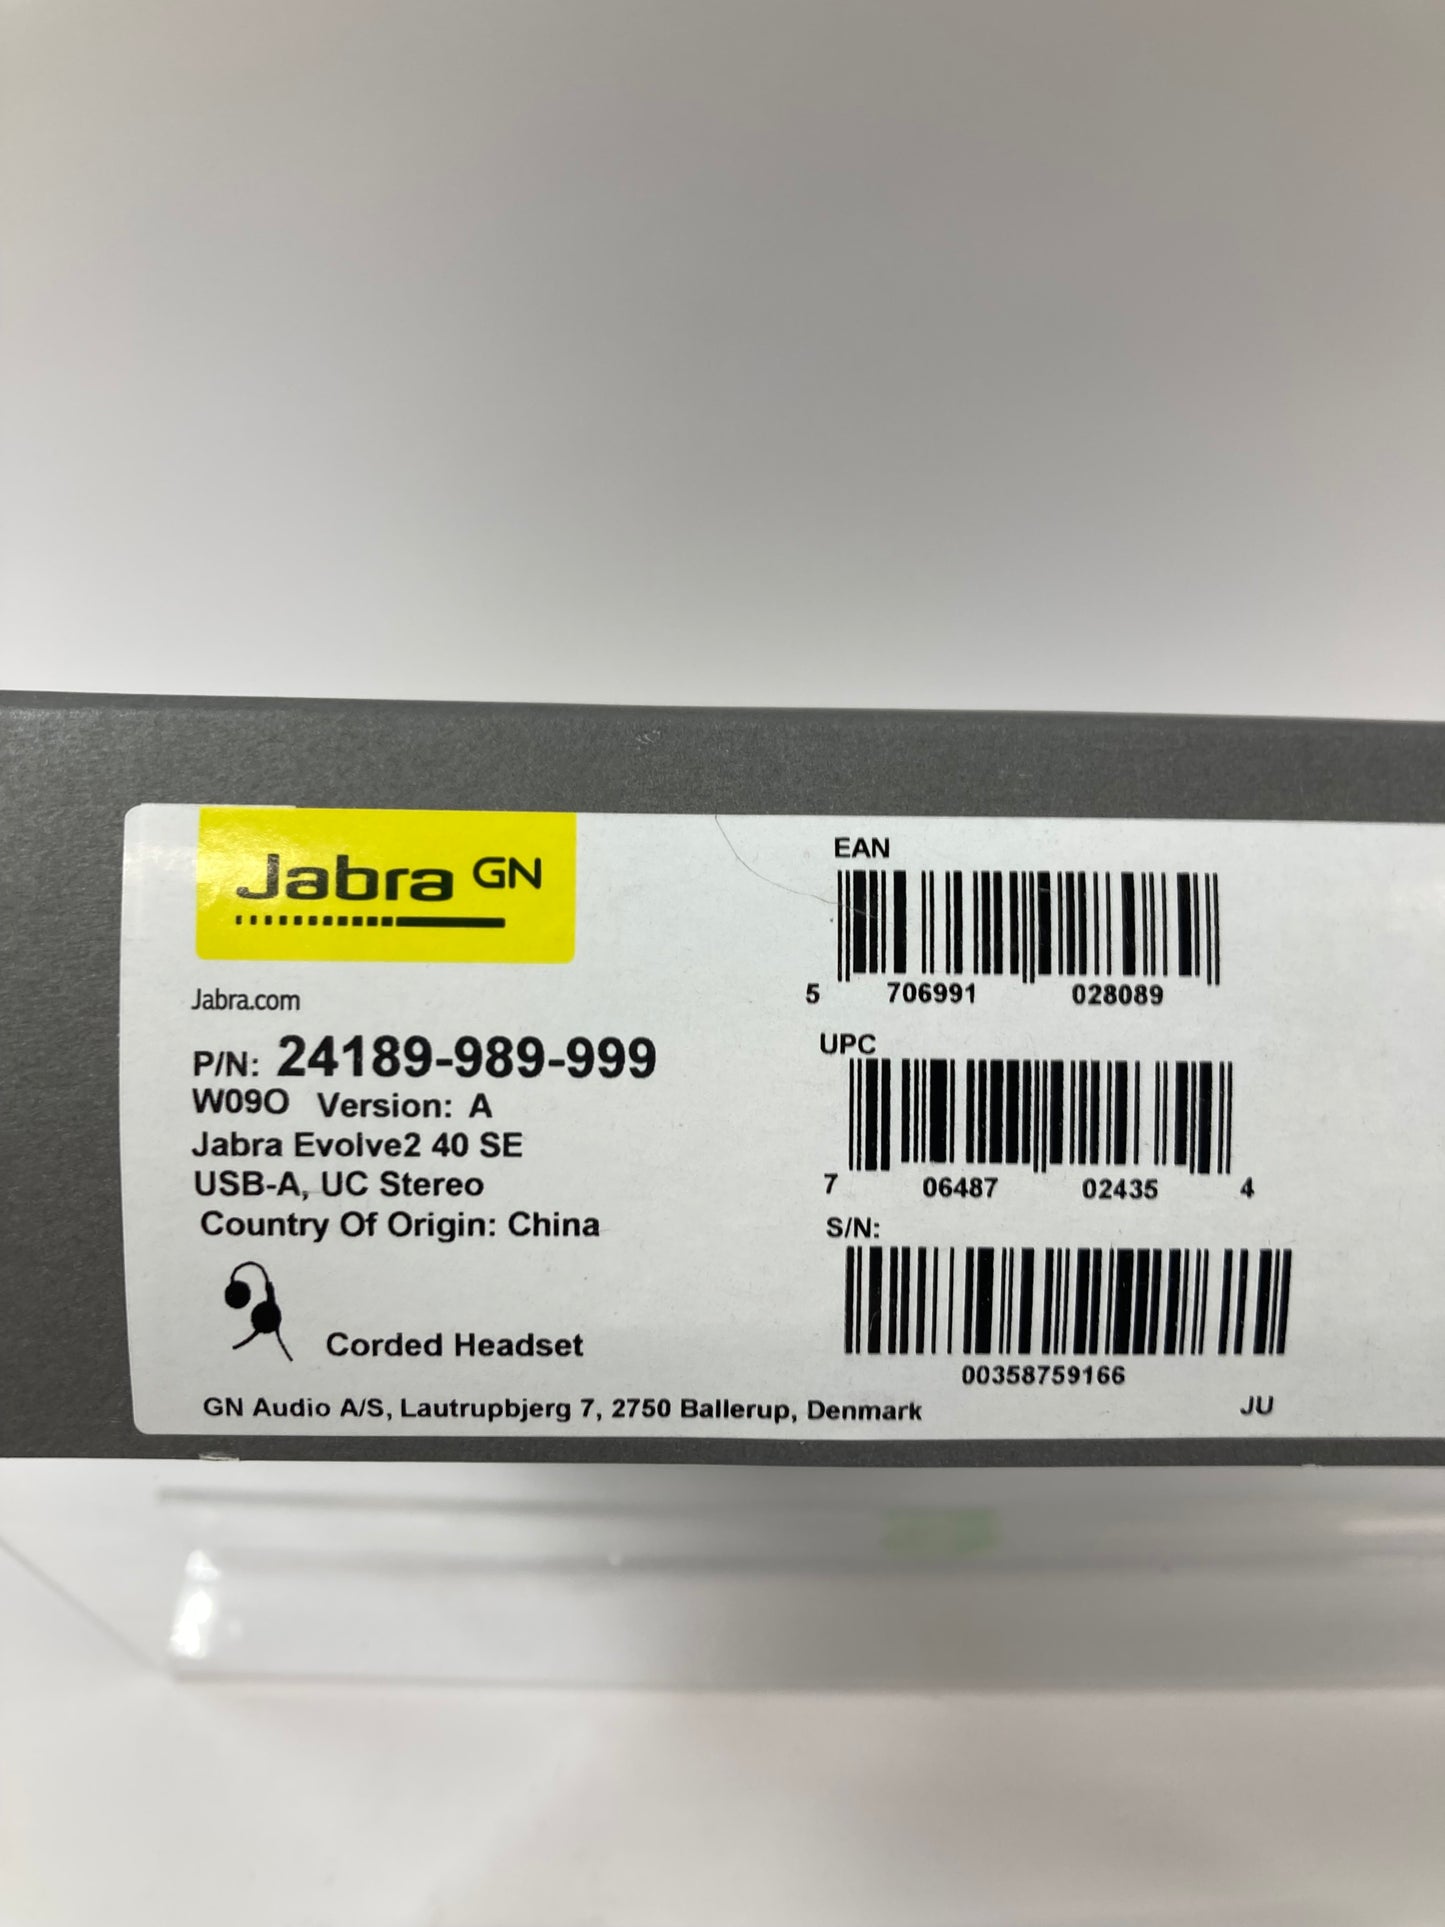 Jabra GN
Jabra.com
P/N: 24189-989-999
W09O Version: A
Jabra Evolve2 40 SE
USB-A, UC Stereo
Country Of Origin: China
Corded Headset
GN Audio A/S, Lautrupbjerg 7, 2750 Ballerup, Denmark
EAN
5 706991 028089
UPC
7 06487 02435 4
S/N:
00358759166
JU